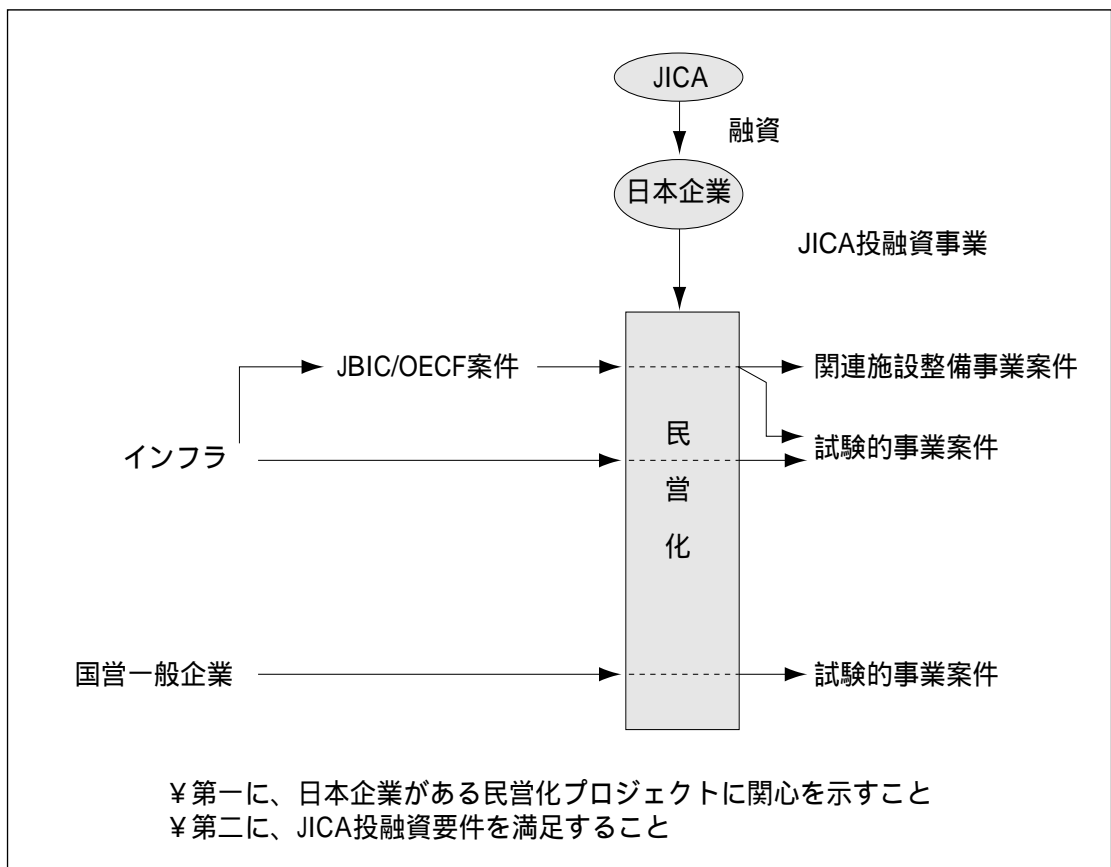 JICA
融資
日本企業
JICA投融資事業
JBIC/OECF案件
関連施設整備事業案件
インフラ
民営化
試験的事業案件
国営一般企業
試験的事業案件
¥第一に、日本企業がある民営化プロジェクトに関心を示すこと
¥第二に、JICA投融資要件を満足すること